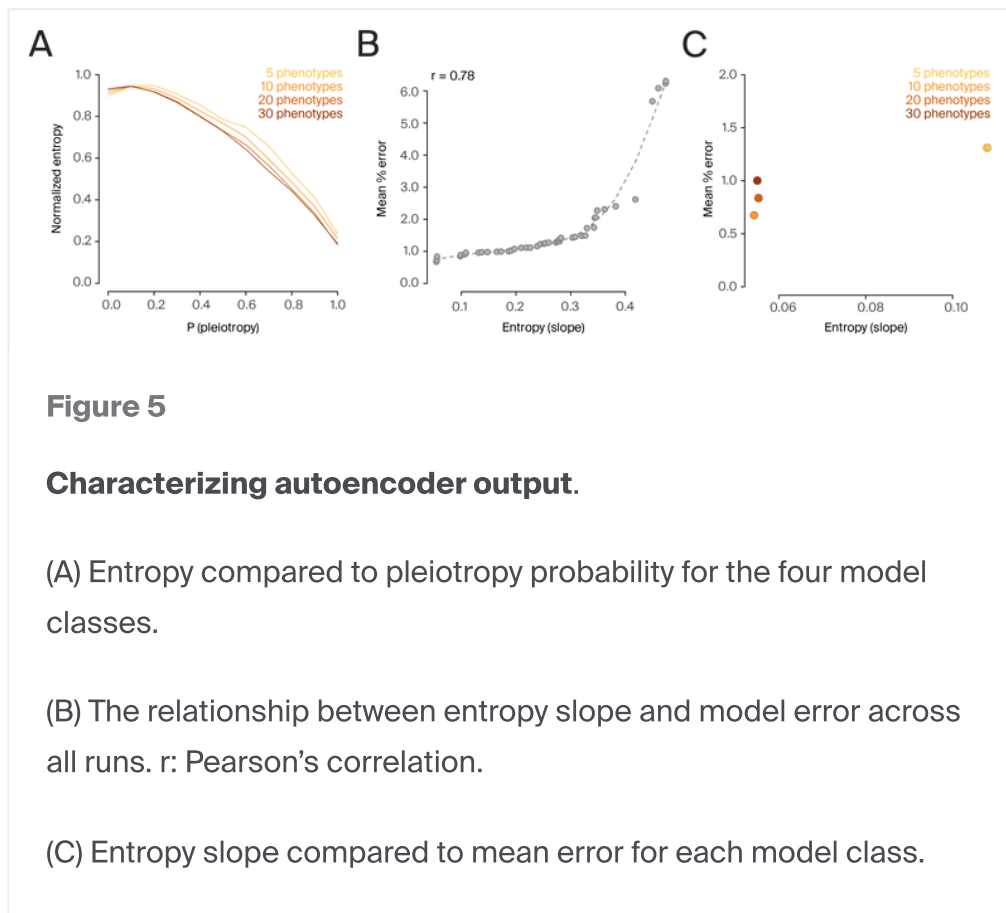 A
B
C
1.0
0.8
0.6
0.4
0.2
0.0
Normalized entropy
5 phenotypes
10 phenotypes
20 phenotypes
30 phenotypes
0.0 0.2 0.4 0.6 0.8 1.0
P (pleiotropy)
r = 0.78
6.0
5.0
4.0
3.0
2.0
1.0
0.0
Mean % error
0.1 0.2 0.3 0.4
Entropy (slope)
2.0
1.5
1.0
0.5
0.0
Mean % error
5 phenotypes
10 phenotypes
20 phenotypes
30 phenotypes
0.06 0.08 0.10
Entropy (slope)
Figure 5
Characterizing autoencoder output.
(A) Entropy compared to pleiotropy probability for the four model
classes.
(B) The relationship between entropy slope and model error across
all runs. r: Pearson’s correlation.
(C) Entropy slope compared to mean error for each model class.